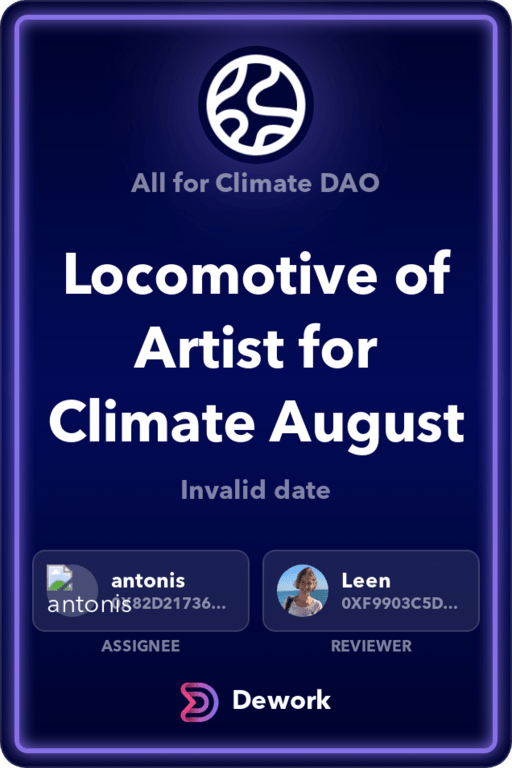 All for Climate DAO
Locomotive of
Artist for
Climate August
Invalid date
antonis
antonis
0X82D21736...
Leen
0XF9903C5D...
ASSIGNEE
REVIEWER
Dework